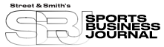 Street & Smith's
SBJ
SPORTS
BUSINESS
JOURNAL